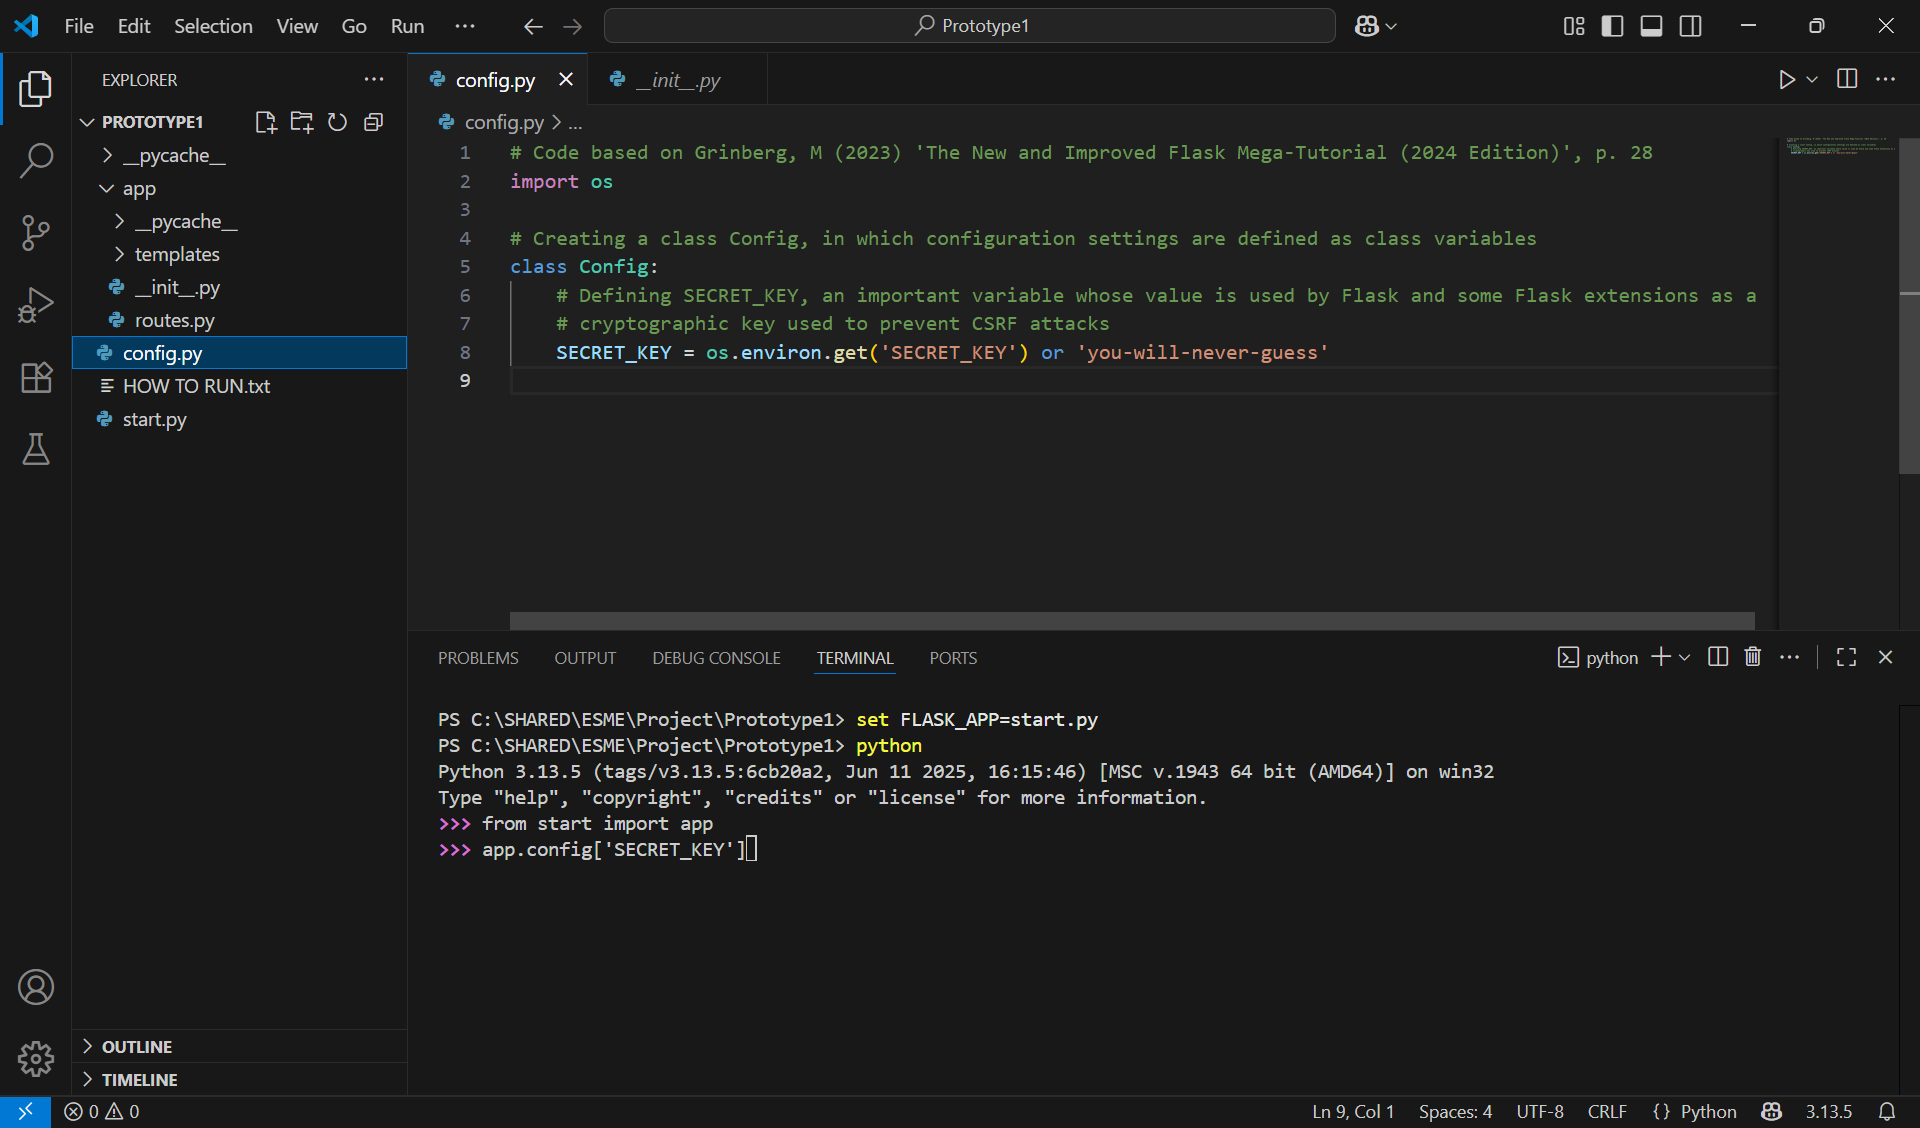 File Edit Selection View Go Run ···
Prototype1
EXPLORER
PROTOTYPE1
__pycache__
app
__pycache__
templates
__init__.py
routes.py
config.py
HOW TO RUN.txt
start.py
OUTLINE
TIMELINE
config.py
__init__.py
config.py > ...
1 # Code based on Grinberg, M (2023) 'The New and Improved Flask Mega-Tutorial (2024 Edition)', p. 28
2 import os
3
4 # Creating a class Config, in which configuration settings are defined as class variables
5 class Config:
6     # Defining SECRET_KEY, an important variable whose value is used by Flask and some Flask extensions as a
7     # cryptographic key used to prevent CSRF attacks
8     SECRET_KEY = os.environ.get('SECRET_KEY') or 'you-will-never-guess'
9
PROBLEMS OUTPUT DEBUG CONSOLE TERMINAL PORTS
python
PS C:\SHARED\ESME\Project\Prototype1> set FLASK_APP=start.py
PS C:\SHARED\ESME\Project\Prototype1> python
Python 3.13.5 (tags/v3.13.5:6cb20a2, Jun 11 2025, 16:15:46) [MSC v.1943 64 bit (AMD64)] on win32
Type "help", "copyright", "credits" or "license" for more information.
>>> from start import app
>>> app.config['SECRET_KEY']
0 0
Ln 9, Col 1 Spaces: 4 UTF-8 CRLF {} Python 3.13.5